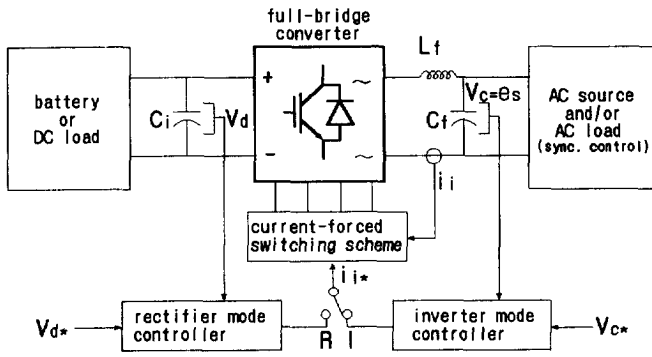 full-bridge
converter
battery
or
DC load
Ci
Vd
+
−
~
~
Lf
Vc=es
Cf
ii
AC source
and/or
AC load
(sync. control)
current-forced
switching scheme
ii*
Vd*
rectifier mode
controller
R I
inverter mode
controller
Vc*